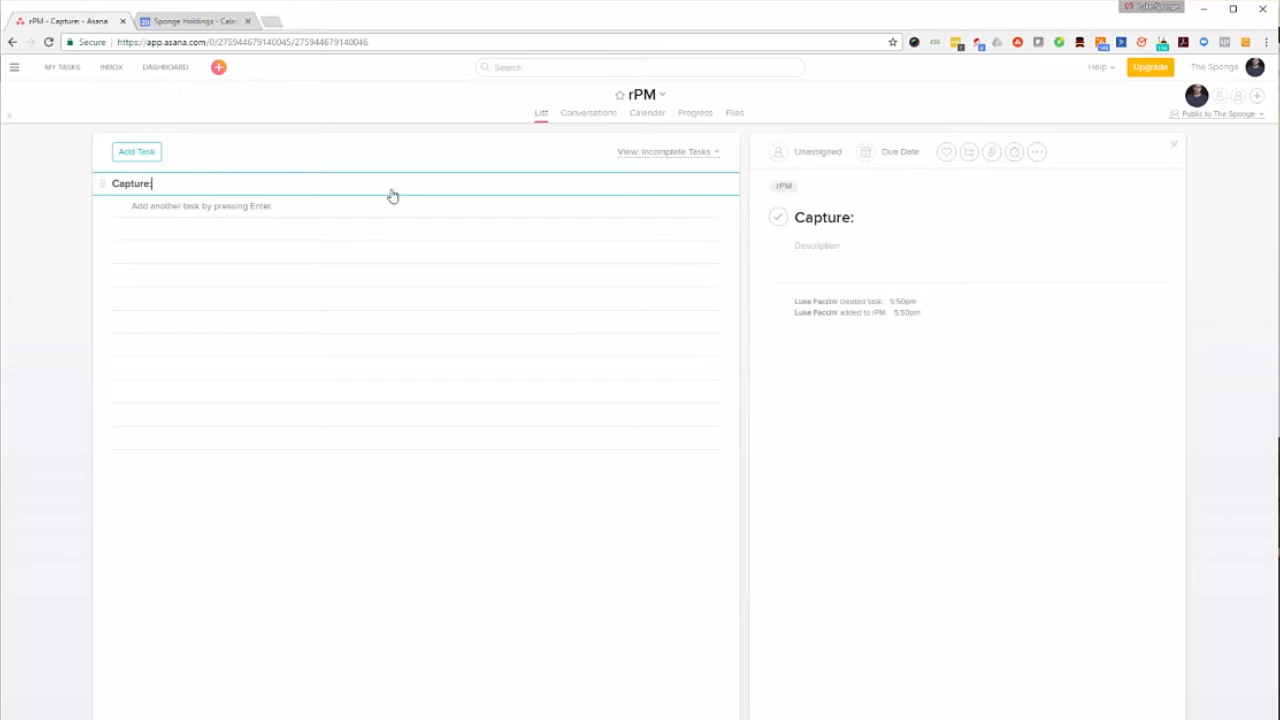 rPM - Capture: - Asana
Sponge Holdings - Cale
Secure
https://app.asana.com/0/275944679140045/275944679140046
MY TASKS
INBOX
DASHBOARD
Search
Help
Upgrade
The Sponge
rPM
List
Conversations
Calendar
Progress
Files
Public to The Sponge
Add Task
View: Incomplete Tasks
Unassigned
Due Date
Capture:
Add another task by pressing Enter.
rPM
Capture:
Description
Luke Faccini created task. 5:50pm
Luke Faccini added to rPM. 5:50pm